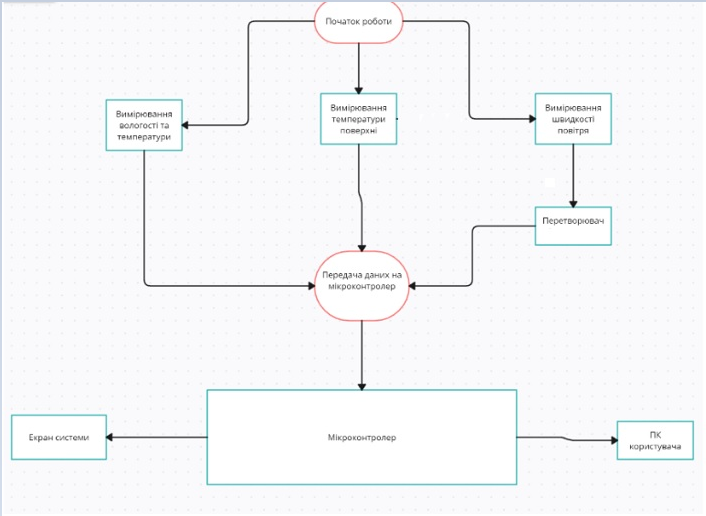 Початок роботи
Вимірювання
вологості та
температури
Вимірювання
температури
поверхні
Вимірювання
швидкості
повітря
Перетворювач
Передача даних на
мікроконтролер
Екран системи
Мікроконтролер
ПК
користувача